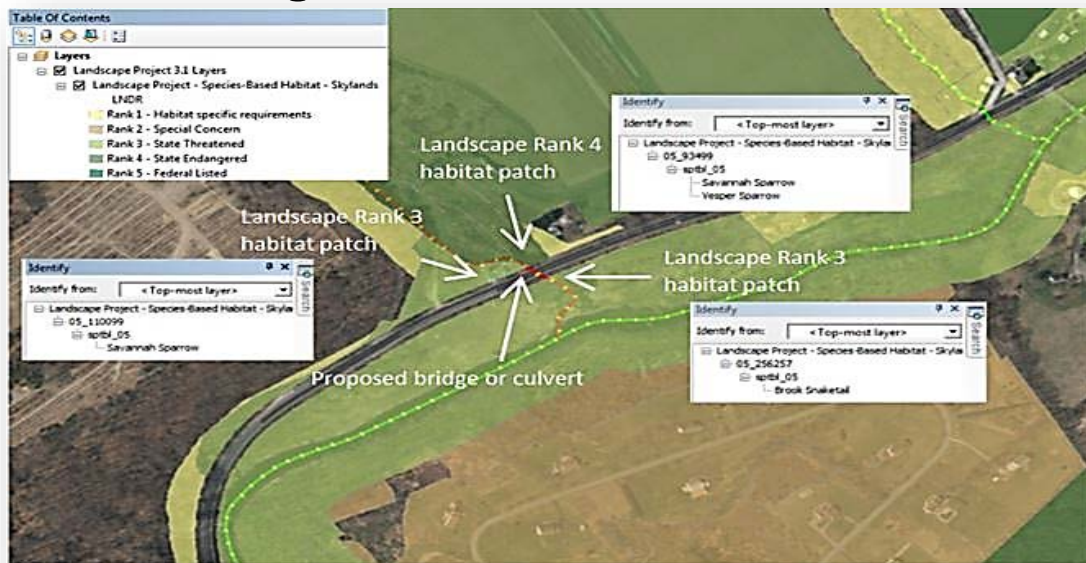 Table Of Contents
Layers
Landscape Project 3.1 Layers
Landscape Project - Species-Based Habitat - Skylands
LNDR
Rank 1 - Habitat specific requirements
Rank 2 - Special Concern
Rank 3 - State Threatened
Rank 4 - State Endangered
Rank 5 - Federal Listed
Landscape Rank 4
habitat patch
Identify
Identify from: <Top-most layer>
Landscape Project - Species-Based Habitat - Skyla
05_93499
sptbl_05
Savannah Sparrow
Vesper Sparrow
Search
Landscape Rank 3
habitat patch
Landscape Rank 3
habitat patch
Identify
Identify from: <Top-most layer>
Landscape Project - Species-Based Habitat - Skyla
05_110099
sptbl_05
Savannah Sparrow
Search
Identify
Identify from: <Top-most layer>
Landscape Project - Species-Based Habitat - Skyla
05_256257
sptbl_05
Brook Snaketail
Search
Proposed bridge or culvert